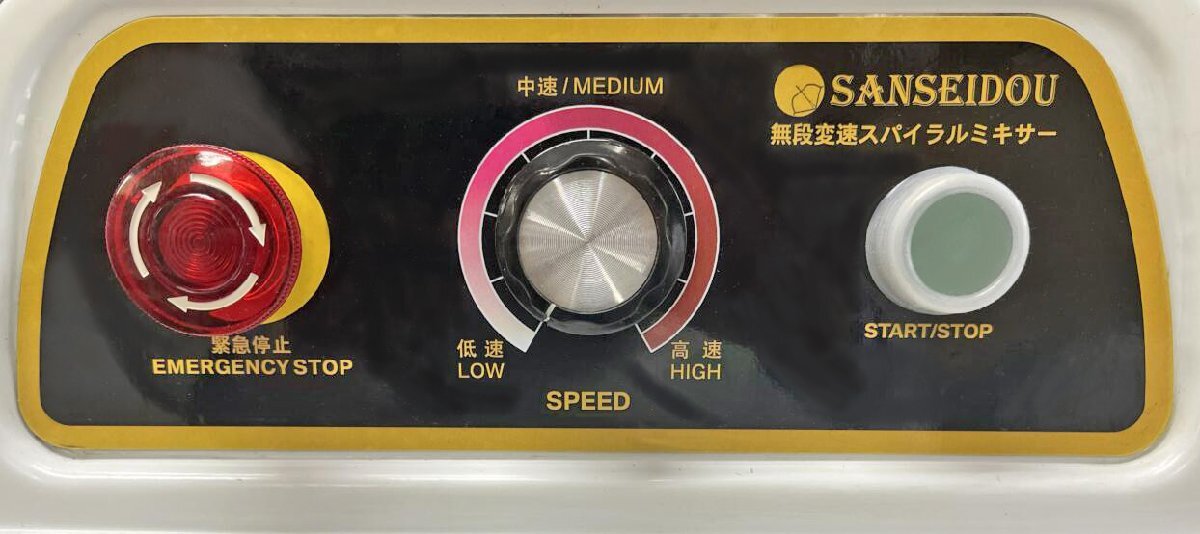 中速/MEDIUM
SANSEIDOU
無段変速スパイラルミキサー
緊急停止
EMERGENCY STOP
低速
LOW
高速
HIGH
SPEED
START/STOP